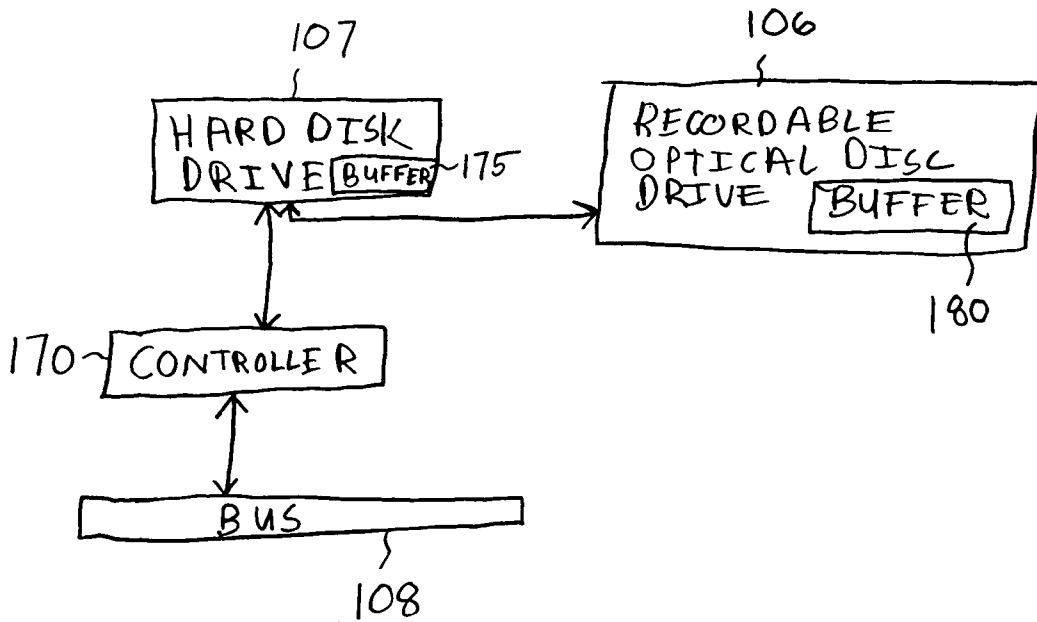 107
106
HARD DISK
DRIVE BUFFER
175
RECORDABLE
OPTICAL DISC
DRIVE
BUFFER
180
170
CONTROLLER
BUS
108